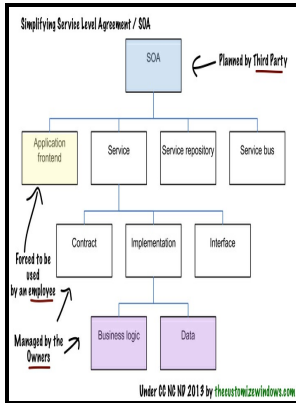 Simplifying Service Level Agreement / SOA
SOA
Planned by Third Party
Application
frontend
Service
Service repository
Service bus
Contract
Implementation
Interface
Forced to be
used
by an employee
Managed by the
Owners
Business logic
Data
Under CC NC ND 2013 by thecustomizewindows.com